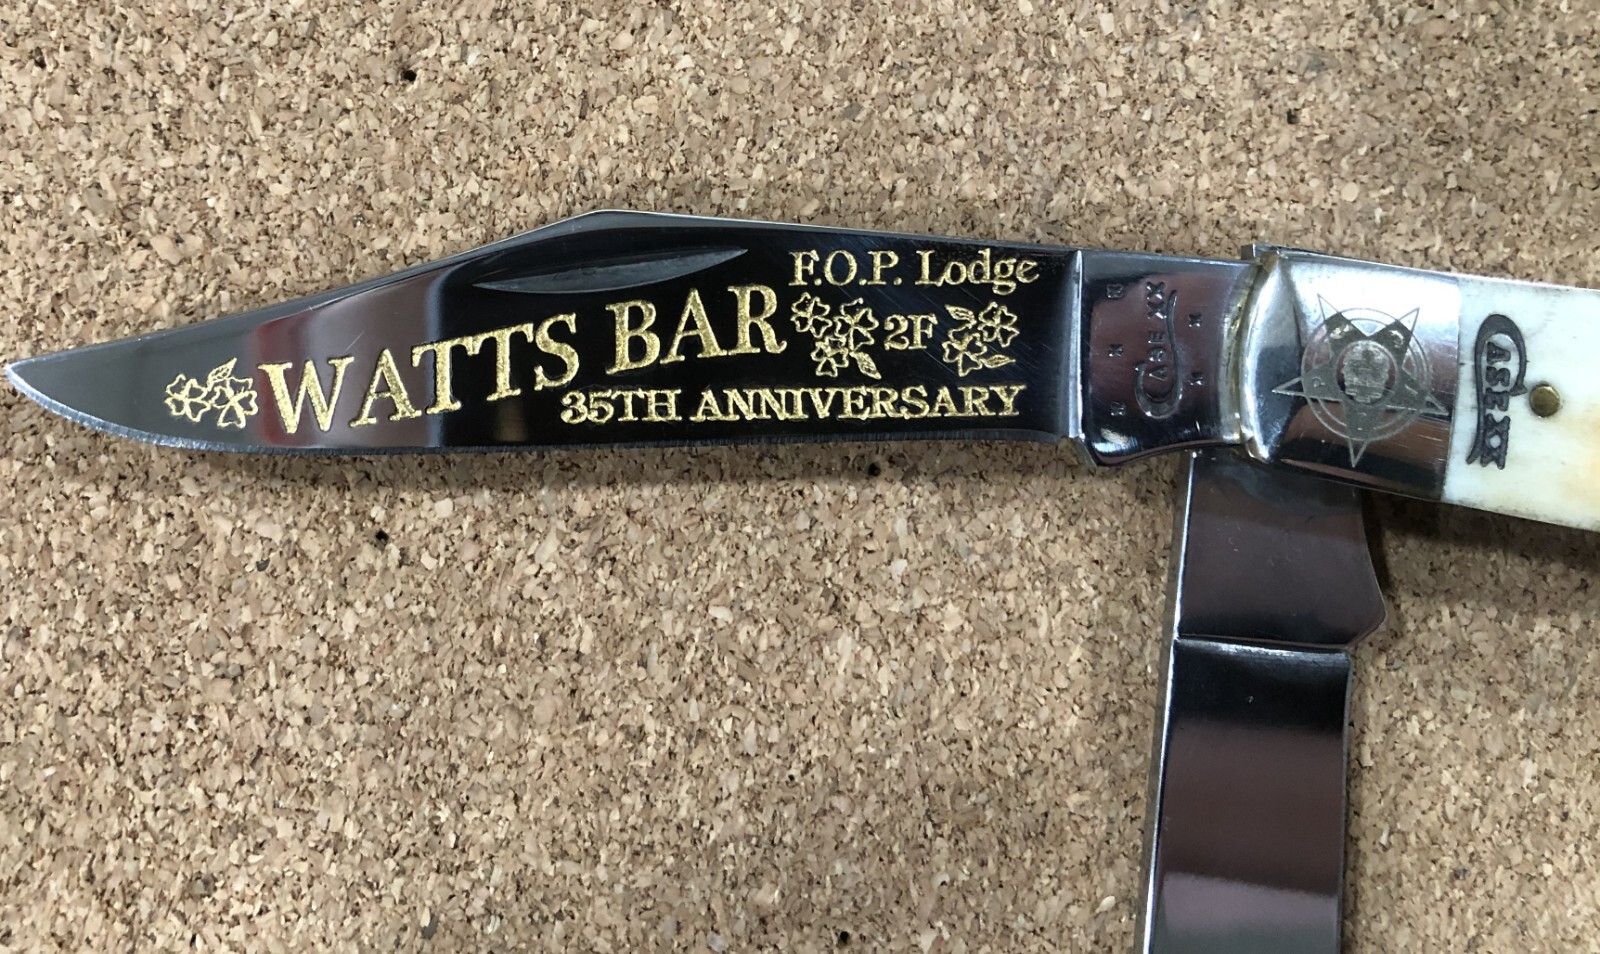 F.O.P. Lodge
WATTS BAR
2F
35TH ANNIVERSARY
CASE XX
CASE XX